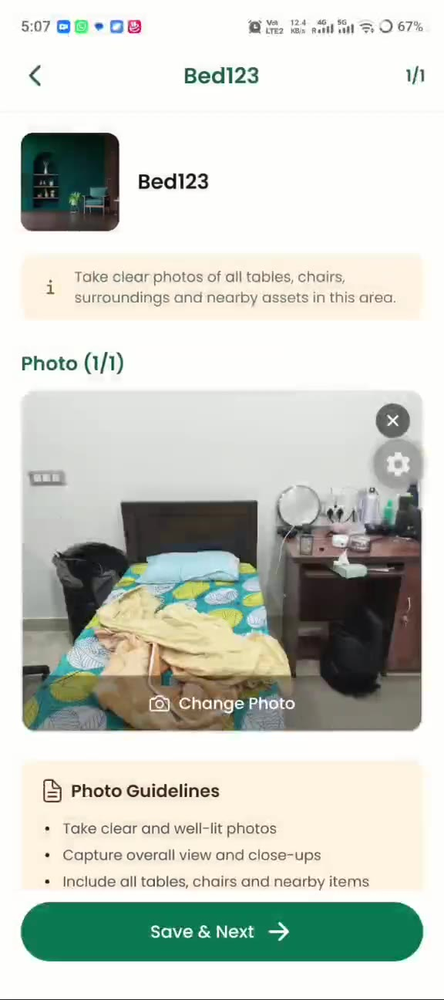 5:07
Vo)
LTE2
12.4
KB/s
4G
R
5G
67%
Bed123
1/1
Bed123
Take clear photos of all tables, chairs,
surroundings and nearby assets in this area.
Photo (1/1)
Change Photo
Photo Guidelines
• Take clear and well-lit photos
• Capture overall view and close-ups
• Include all tables, chairs and nearby items
Save & Next